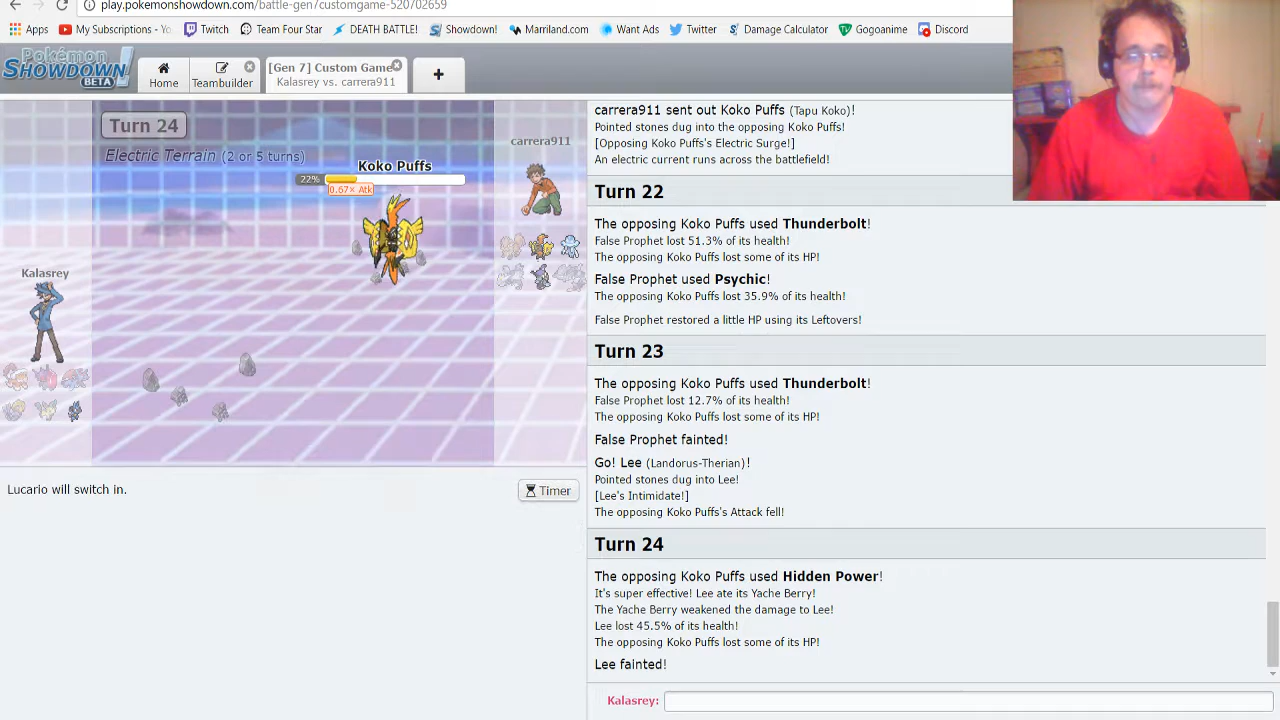 play.pokemonshowdown.com/battle-gen7customgame-520702659
Apps My Subscriptions - Yo Twitch Team Four Star DEATH BATTLE! Showdown! Marriland.com Want Ads Twitter Damage Calculator Gogoanime Discord
Pokémon Showdown! BETA
Home
Teambuilder
[Gen 7] Custom Game
Kalasrey vs. carrera911
+
Turn 24
Electric Terrain (2 or 5 turns)
Koko Puffs
22%
0.67× Atk
carrera911
Kalasrey
Lucario will switch in.
Timer
carrera911 sent out Koko Puffs (Tapu Koko)!
Pointed stones dug into the opposing Koko Puffs!
[Opposing Koko Puffs's Electric Surge!]
An electric current runs across the battlefield!
Turn 22
The opposing Koko Puffs used Thunderbolt!
False Prophet lost 51.3% of its health!
The opposing Koko Puffs lost some of its HP!
False Prophet used Psychic!
The opposing Koko Puffs lost 35.9% of its health!
False Prophet restored a little HP using its Leftovers!
Turn 23
The opposing Koko Puffs used Thunderbolt!
False Prophet lost 12.7% of its health!
The opposing Koko Puffs lost some of its HP!
False Prophet fainted!
Go! Lee (Landorus-Therian)!
Pointed stones dug into Lee!
[Lee's Intimidate!]
The opposing Koko Puffs's Attack fell!
Turn 24
The opposing Koko Puffs used Hidden Power!
It's super effective! Lee ate its Yache Berry!
The Yache Berry weakened the damage to Lee!
Lee lost 45.5% of its health!
The opposing Koko Puffs lost some of its HP!
Lee fainted!
Kalasrey: